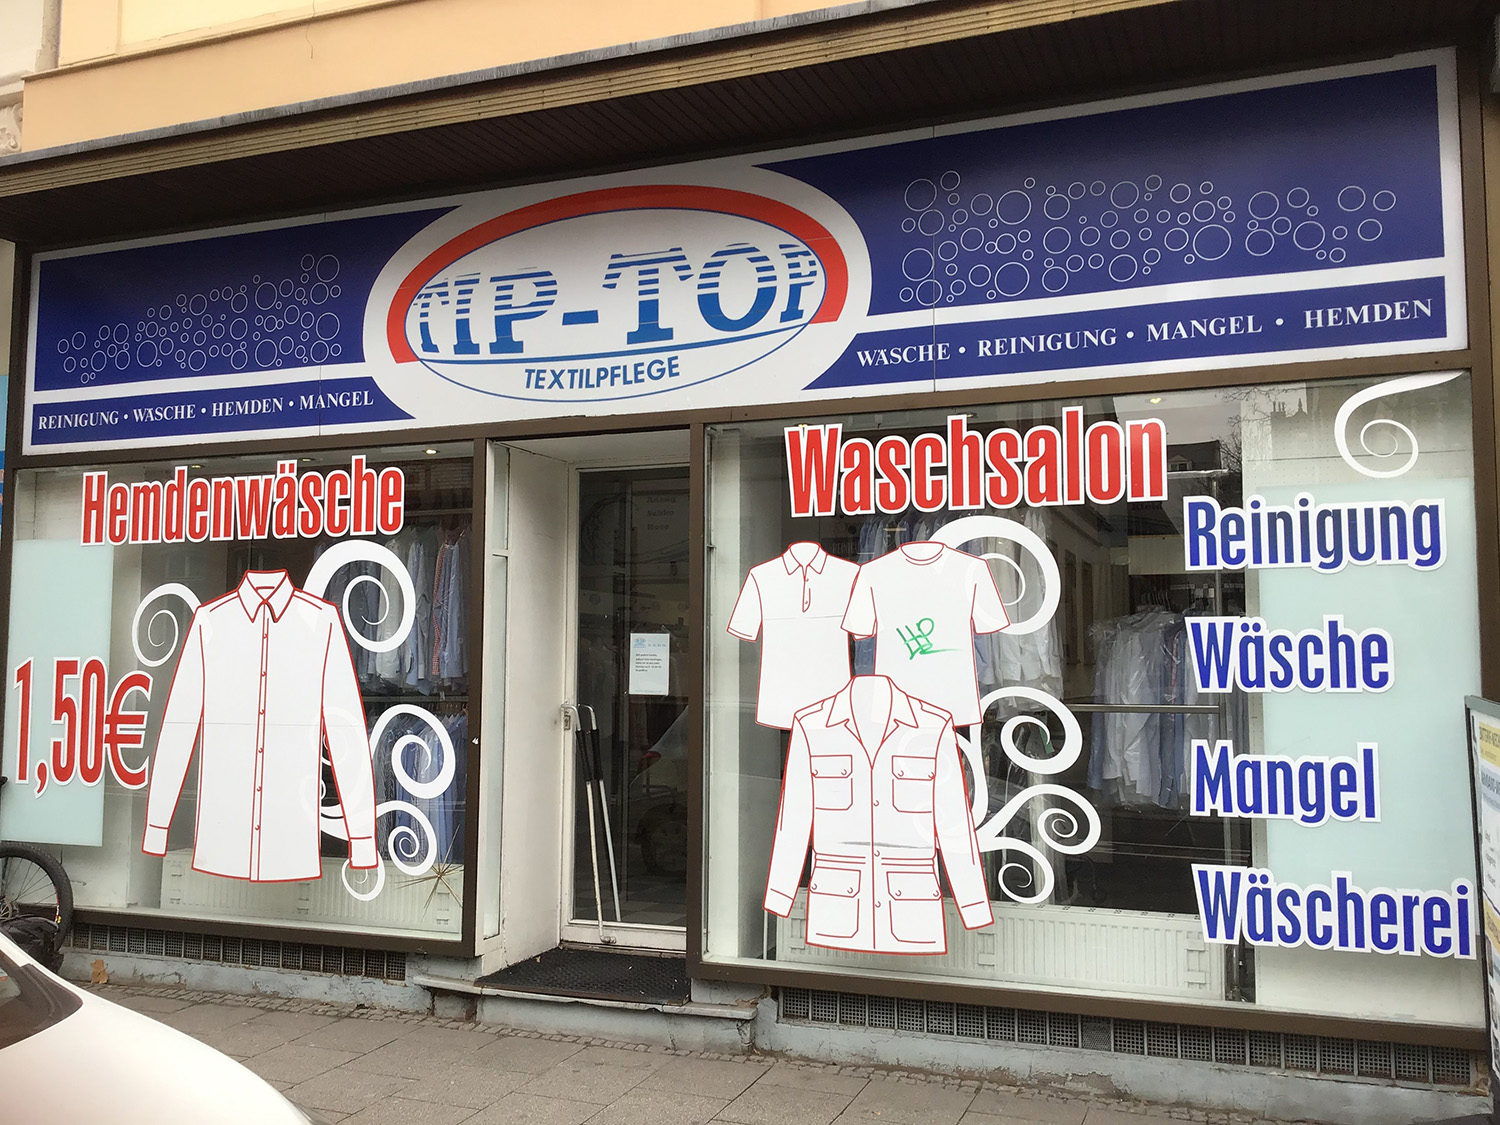 TIP-TOP
TEXTILPFLEGE
REINIGUNG • WÄSCHE • HEMDEN • MANGEL
WÄSCHE • REINIGUNG • MANGEL • HEMDEN
Hemdenwäsche
1,50€
Waschsalon
Reinigung
Wäsche
Mangel
Wäscherei